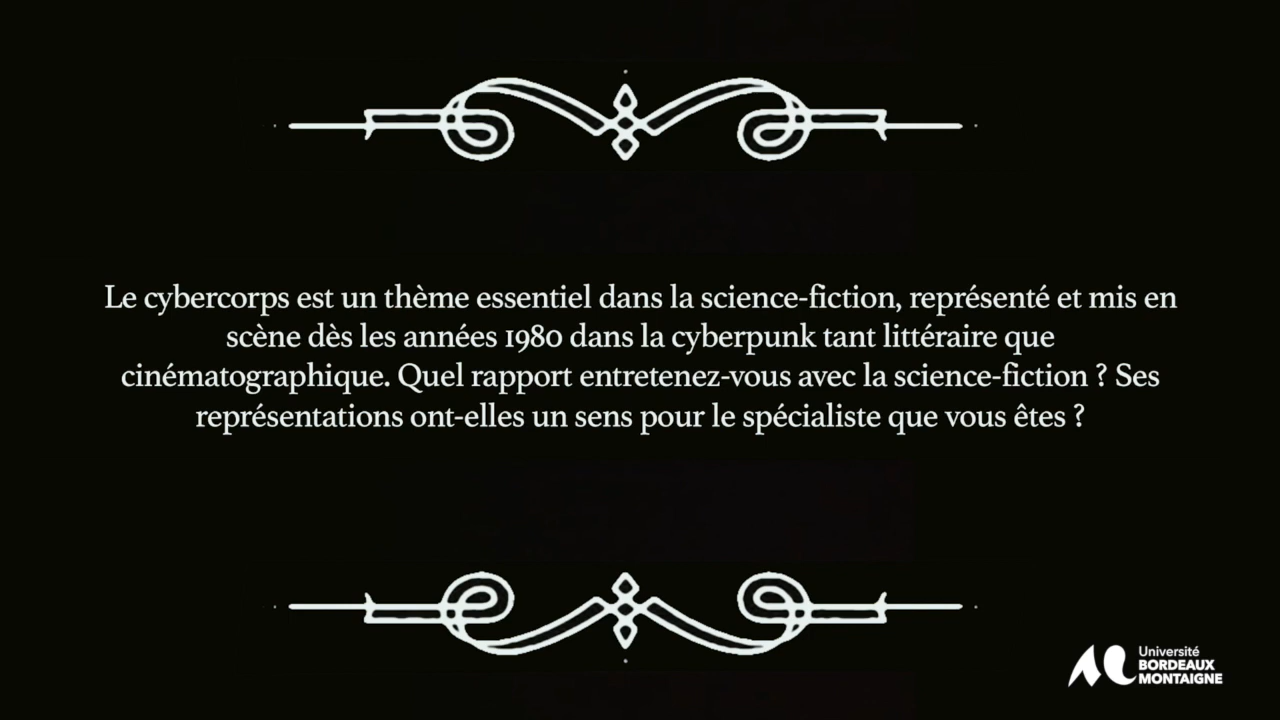 Le cybercorps est un thème essentiel dans la science-fiction, représenté et mis en
scène dès les années 1980 dans la cyberpunk tant littéraire que
cinématographique. Quel rapport entretenez-vous avec la science-fiction ? Ses
représentations ont-elles un sens pour le spécialiste que vous êtes ?
Université
BORDEAUX
MONTAIGNE